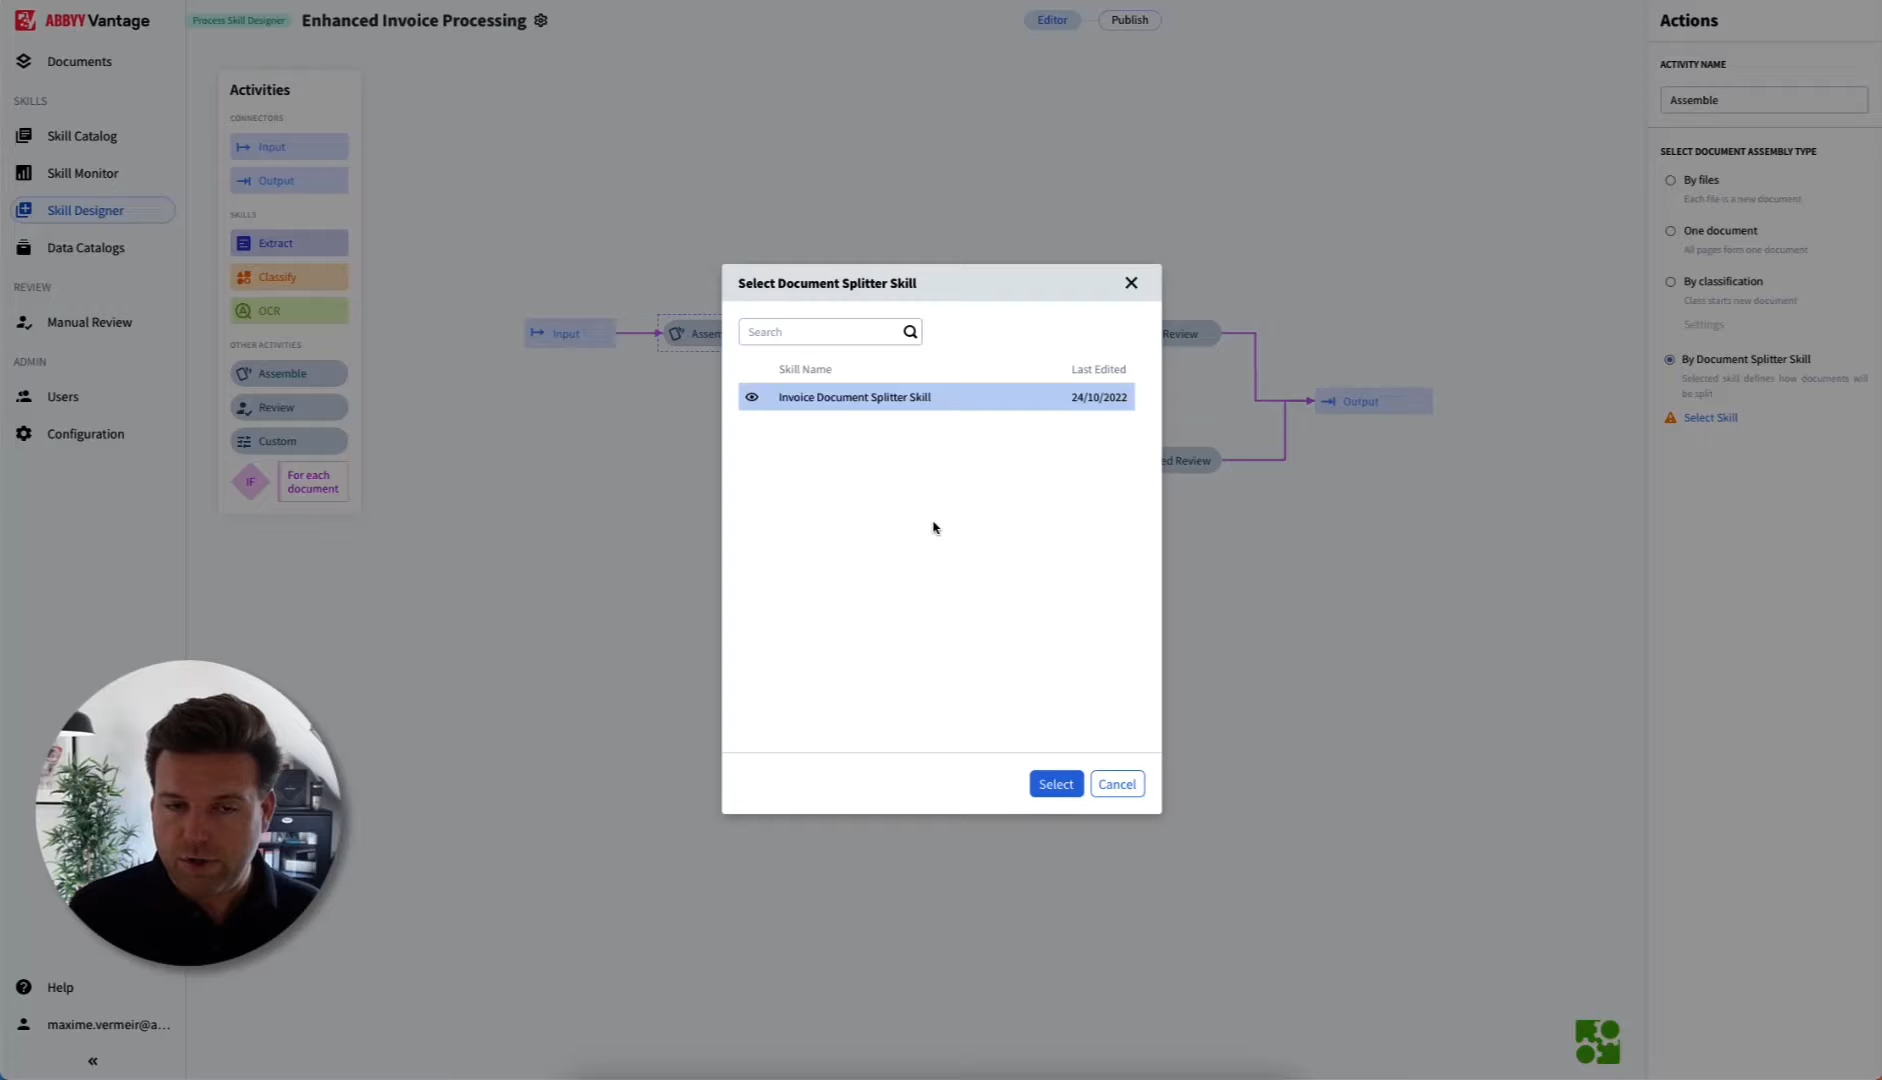 ABBYY Vantage
Process Skill Designer
Enhanced Invoice Processing
Editor
Publish
Documents
SKILLS
Skill Catalog
Skill Monitor
Skill Designer
Data Catalogs
REVIEW
Manual Review
ADMIN
Users
Configuration
Help
maxime.vermeir@a...
«
Activities
CONNECTORS
Input
Output
SKILLS
Extract
Classify
OCR
OTHER ACTIVITIES
Assemble
Review
Custom
IF
For each
document
Input
Assem
Review
ed Review
Output
Select Document Splitter Skill
Search
Skill Name
Last Edited
Invoice Document Splitter Skill
24/10/2022
Select
Cancel
Actions
ACTIVITY NAME
Assemble
SELECT DOCUMENT ASSEMBLY TYPE
By files
Each file is a new document
One document
All pages form one document
By classification
Class starts new document
Settings
By Document Splitter Skill
Selected skill defines how documents will
be split
Select Skill